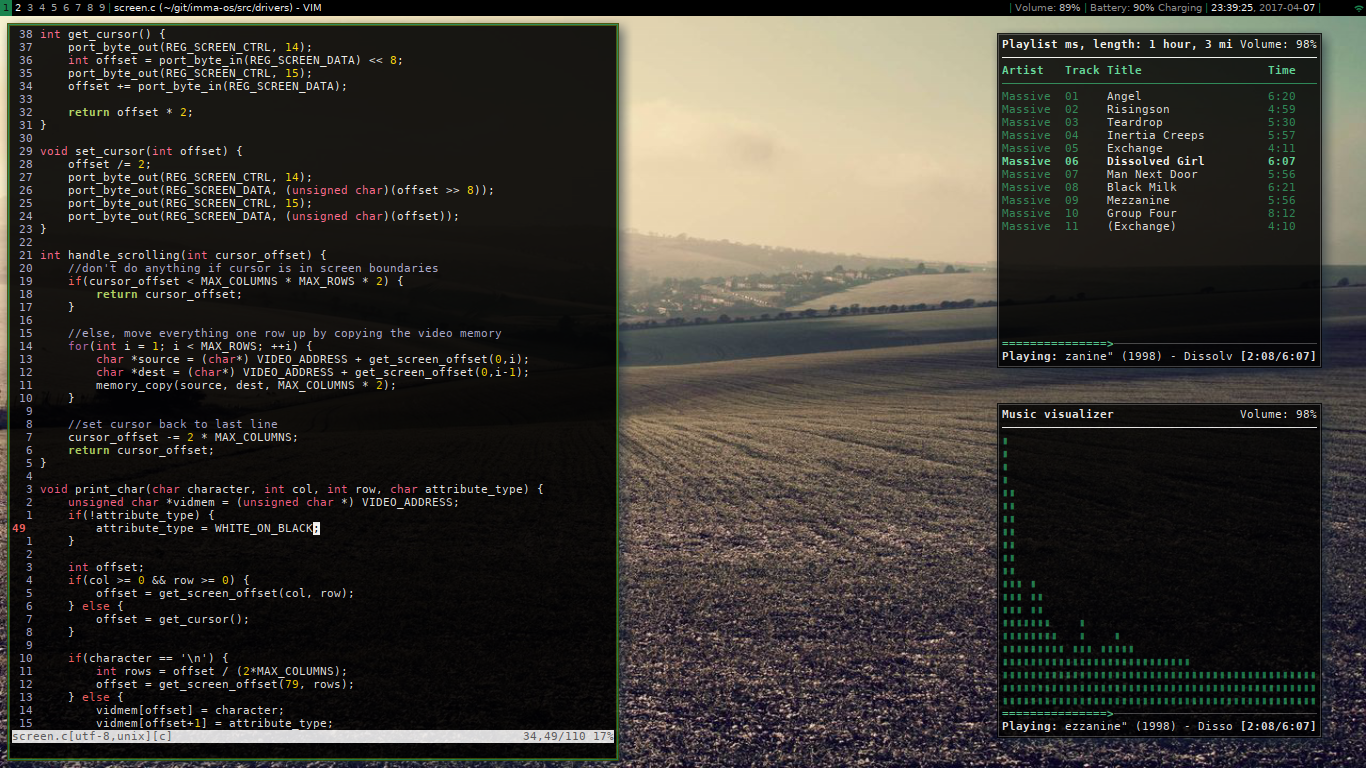 1 2 3 4 5 6 7 8 9 | screen.c (~/git/imma-os/src/drivers) - VIM
| Volume: 89% | Battery: 90% Charging | 23:39:25, 2017-04-07 |
38 int get_cursor() {
37     port_byte_out(REG_SCREEN_CTRL, 14);
36     int offset = port_byte_in(REG_SCREEN_DATA) << 8;
35     port_byte_out(REG_SCREEN_CTRL, 15);
34     offset += port_byte_in(REG_SCREEN_DATA);
33
32     return offset * 2;
31 }
30
29 void set_cursor(int offset) {
28     offset /= 2;
27     port_byte_out(REG_SCREEN_CTRL, 14);
26     port_byte_out(REG_SCREEN_DATA, (unsigned char)(offset >> 8));
25     port_byte_out(REG_SCREEN_CTRL, 15);
24     port_byte_out(REG_SCREEN_DATA, (unsigned char)(offset));
23 }
22
21 int handle_scrolling(int cursor_offset) {
20     //don't do anything if cursor is in screen boundaries
19     if(cursor_offset < MAX_COLUMNS * MAX_ROWS * 2) {
18         return cursor_offset;
17     }
16
15     //else, move everything one row up by copying the video memory
14     for(int i = 1; i < MAX_ROWS; ++i) {
13         char *source = (char*) VIDEO_ADDRESS + get_screen_offset(0,i);
12         char *dest = (char*) VIDEO_ADDRESS + get_screen_offset(0,i-1);
11         memory_copy(source, dest, MAX_COLUMNS * 2);
10     }
9
8     //set cursor back to last line
7     cursor_offset -= 2 * MAX_COLUMNS;
6     return cursor_offset;
5 }
4
3 void print_char(char character, int col, int row, char attribute_type) {
2     unsigned char *vidmem = (unsigned char *) VIDEO_ADDRESS;
1     if(!attribute_type) {
49         attribute_type = WHITE_ON_BLACK;
1     }
2
3     int offset;
4     if(col >= 0 && row >= 0) {
5         offset = get_screen_offset(col, row);
6     } else {
7         offset = get_cursor();
8     }
9
10     if(character == '\n') {
11         int rows = offset / (2*MAX_COLUMNS);
12         offset = get_screen_offset(79, rows);
13     } else {
14         vidmem[offset] = character;
15         vidmem[offset+1] = attribute_type;
screen.c[utf-8,unix][c] 34,49/110 17%
Playlist ms, length: 1 hour, 3 mi Volume: 98%
Artist Track Title Time
Massive 01 Angel 6:20
Massive 02 Risingson 4:59
Massive 03 Teardrop 5:30
Massive 04 Inertia Creeps 5:57
Massive 05 Exchange 4:11
Massive 06 Dissolved Girl 6:07
Massive 07 Man Next Door 5:56
Massive 08 Black Milk 6:21
Massive 09 Mezzanine 5:56
Massive 10 Group Four 8:12
Massive 11 (Exchange) 4:10
===============>
Playing: zanine" (1998) - Dissolv [2:08/6:07]
Music visualizer Volume: 98%
===============>
Playing: ezzanine" (1998) - Disso [2:08/6:07]